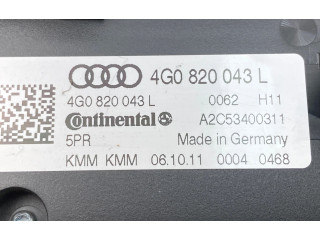 4G0 820 043 L
4G0 820 043 L 0062 H11
Continental A2C53400311
5PR Made in Germany
KMM KMM 06.10.11 0004 0468